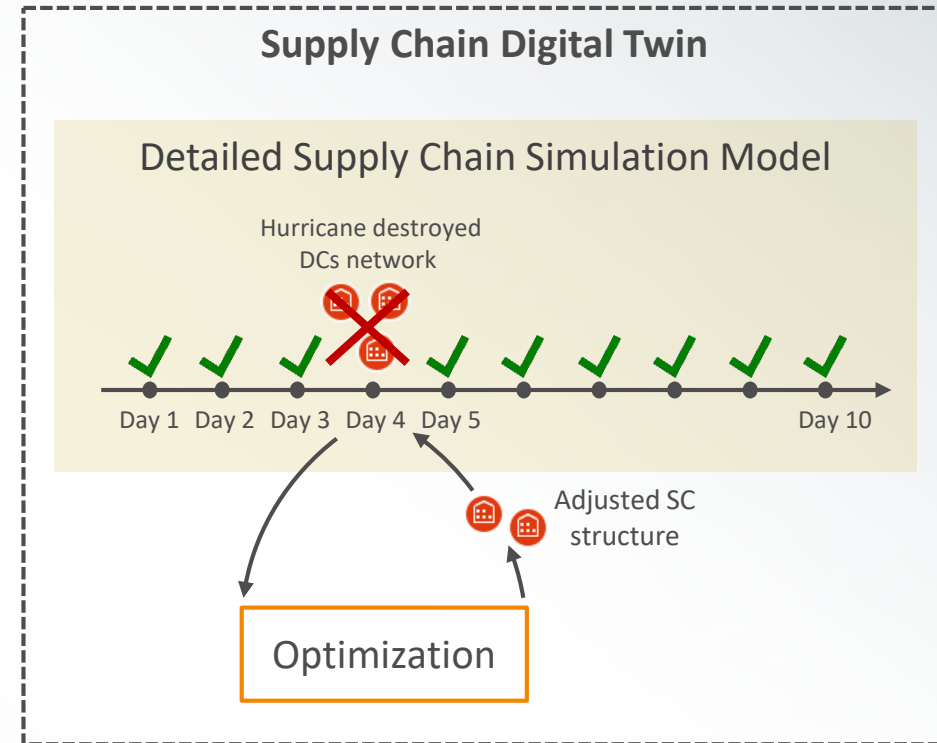 Supply Chain Digital Twin
Detailed Supply Chain Simulation Model
Hurricane destroyed
DCs network
Day 1 Day 2 Day 3 Day 4 Day 5 Day 10
Adjusted SC
structure
Optimization